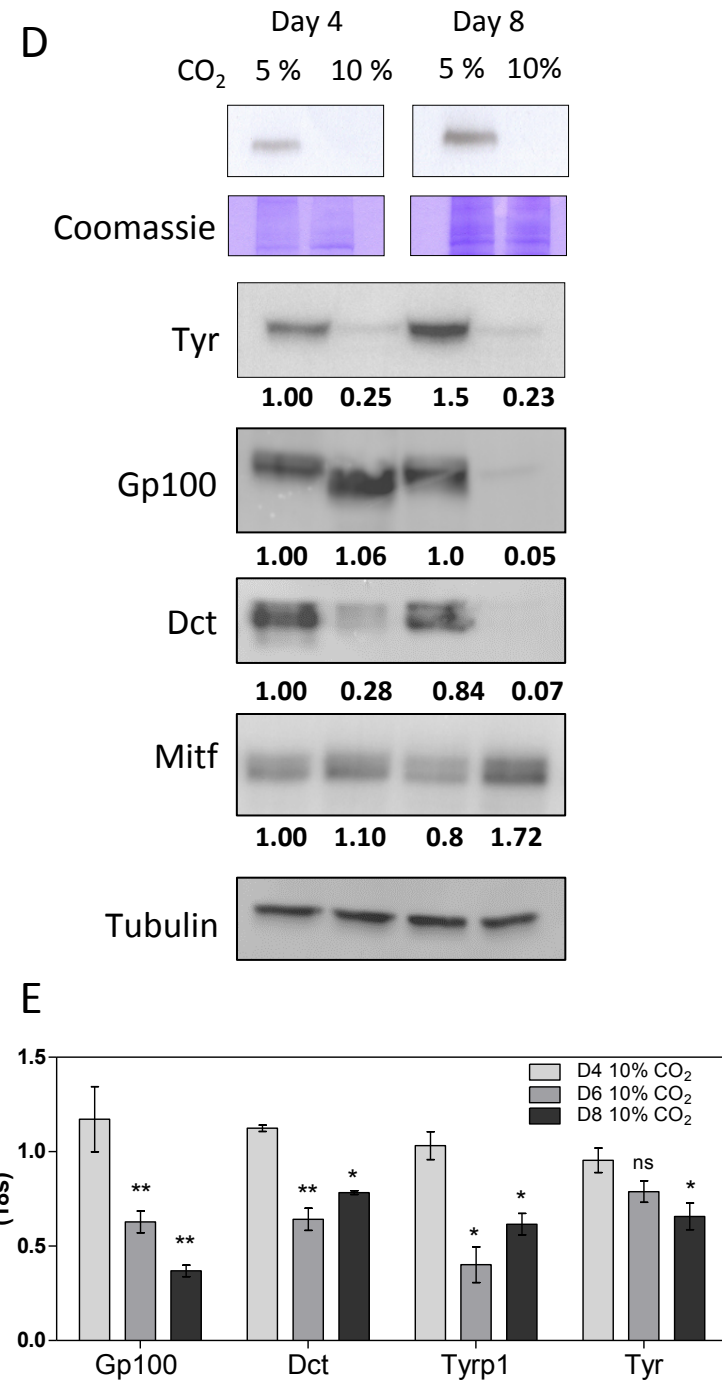 D
Day 4 Day 8
CO₂ 5 % 10 % 5 % 10%
Coomassie
Tyr
1.00 0.25 1.5 0.23
Gp100
1.00 1.06 1.0 0.05
Dct
1.00 0.28 0.84 0.07
Mitf
1.00 1.10 0.8 1.72
Tubulin
E
1.5
1.0
0.5
0.0
D4 10% CO₂
D6 10% CO₂
D8 10% CO₂
** ** ** * * * ns *
Gp100 Dct Tyrp1 Tyr